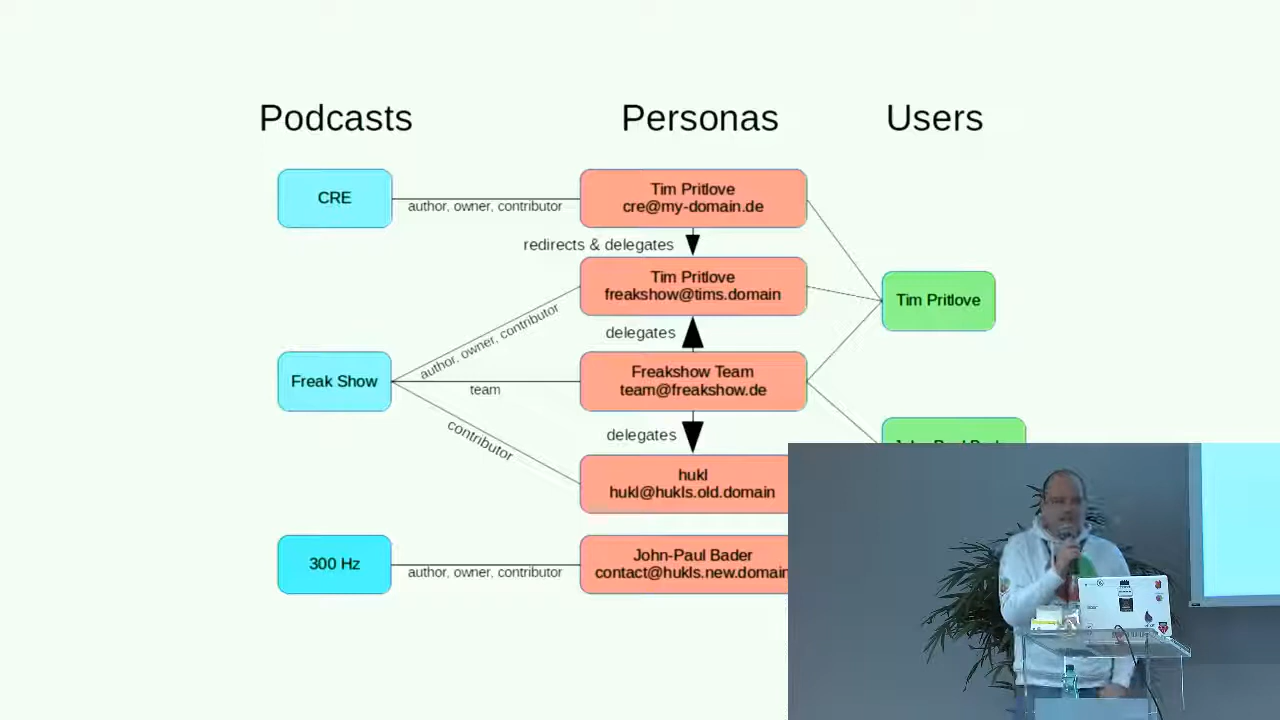 Podcasts
Personas
Users
CRE
author, owner, contributor
Tim Pritlove
cre@my-domain.de
redirects & delegates
Tim Pritlove
freakshow@tims.domain
Tim Pritlove
author, owner, contributor
delegates
Freak Show
team
Freakshow Team
team@freakshow.de
contributor
delegates
hukl
hukl@hukls.old.domain
300 Hz
author, owner, contributor
John-Paul Bader
contact@hukls.new.domain